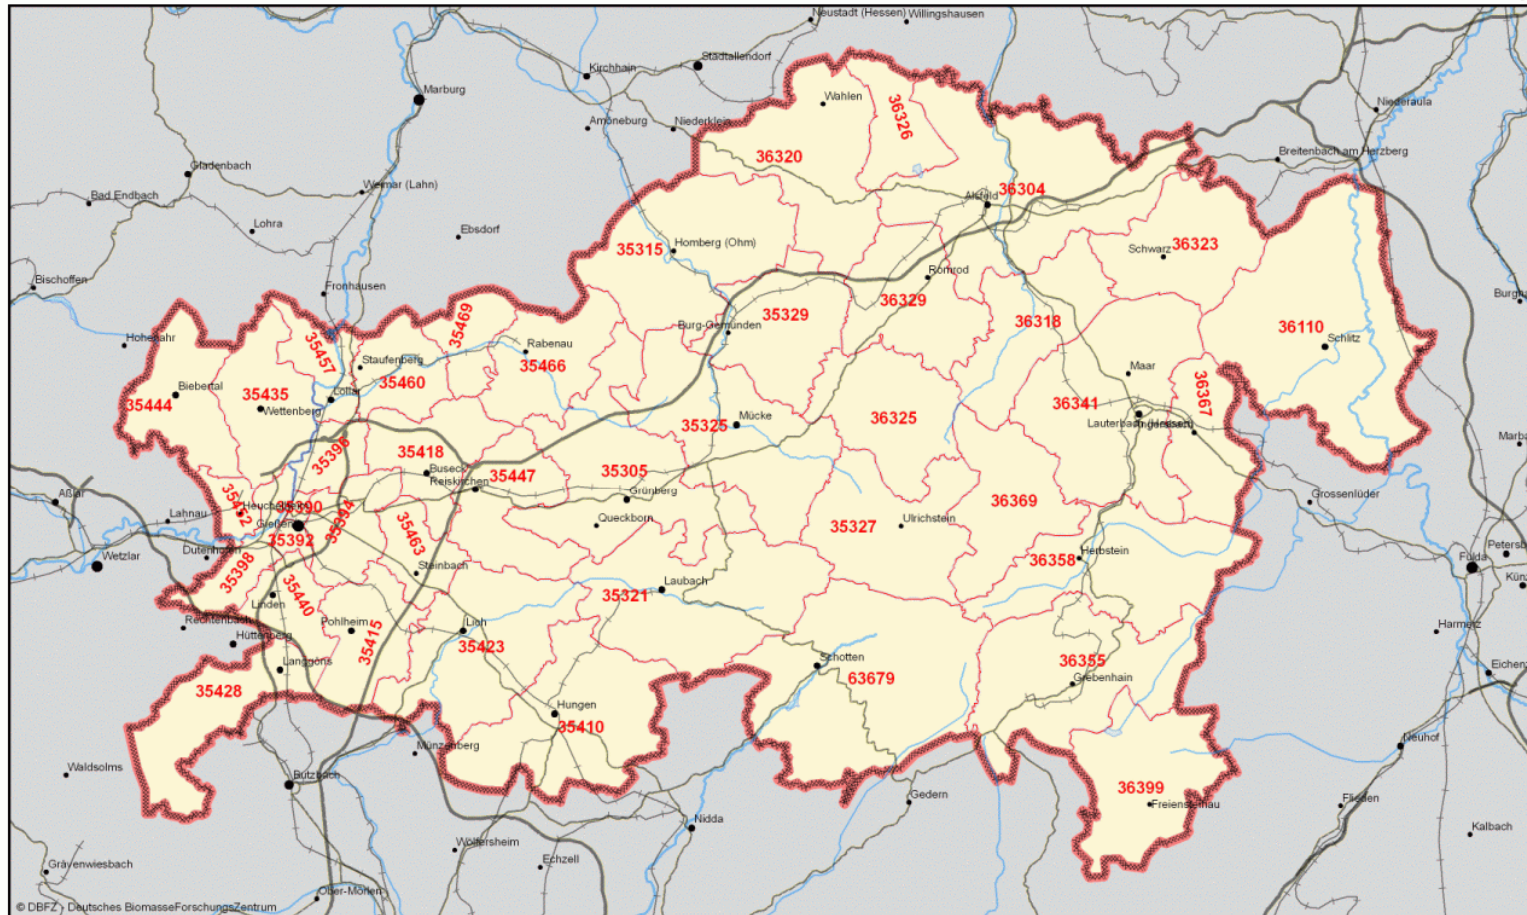 Neustadt (Hessen)
Willingshausen
Stadtallendorf
Kirchhain
Marburg
Wahlen
36326
Niederaula
Amöneburg
Niederklein
36320
Breitenbach am Herzberg
Gladenbach
Weimar (Lahn)
Bad Endbach
36304
Alsfeld
Lohra
Ebsdorf
35315
Homberg (Ohm)
Schwarz
36323
Bischoffen
Fronhausen
Romrod
36329
35329
36318
36110
Schlitz
Burg-Gemünden
Hohenahr
35457
35469
Rabenau
35466
Staufenberg
35460
Maar
36367
Biebertal
35444
35435
Wettenberg
Lollar
36341
Lauterbach (Hessen)
35325
Mücke
36325
35396
35418
Buseck
Reiskirchen
35447
35305
Grünberg
Aßlar
Lahnau
35452
Heuchelheim
35390
Gießen
35392
35394
35463
Queckborn
36369
35327
Ulrichstein
Grossenlüder
Wetzlar
Dutenhofen
35398
Steinbach
36358
Herbstein
Fulda
Linden
35440
35321
Laubach
Rechtenbach
Hüttenberg
Pohlheim
35415
Lich
35423
Harmerz
Langgöns
35428
Schotten
63679
36355
Grebenhain
Hungen
35410
Münzenberg
Neuhof
Waldsolms
Butzbach
36399
Freiensteinau
Gedern
Flieden
Nidda
Kalbach
Wölfersheim
Echzell
Grävenwiesbach
Ober-Mörlen
© DBFZ - Deutsches BiomasseForschungsZentrum